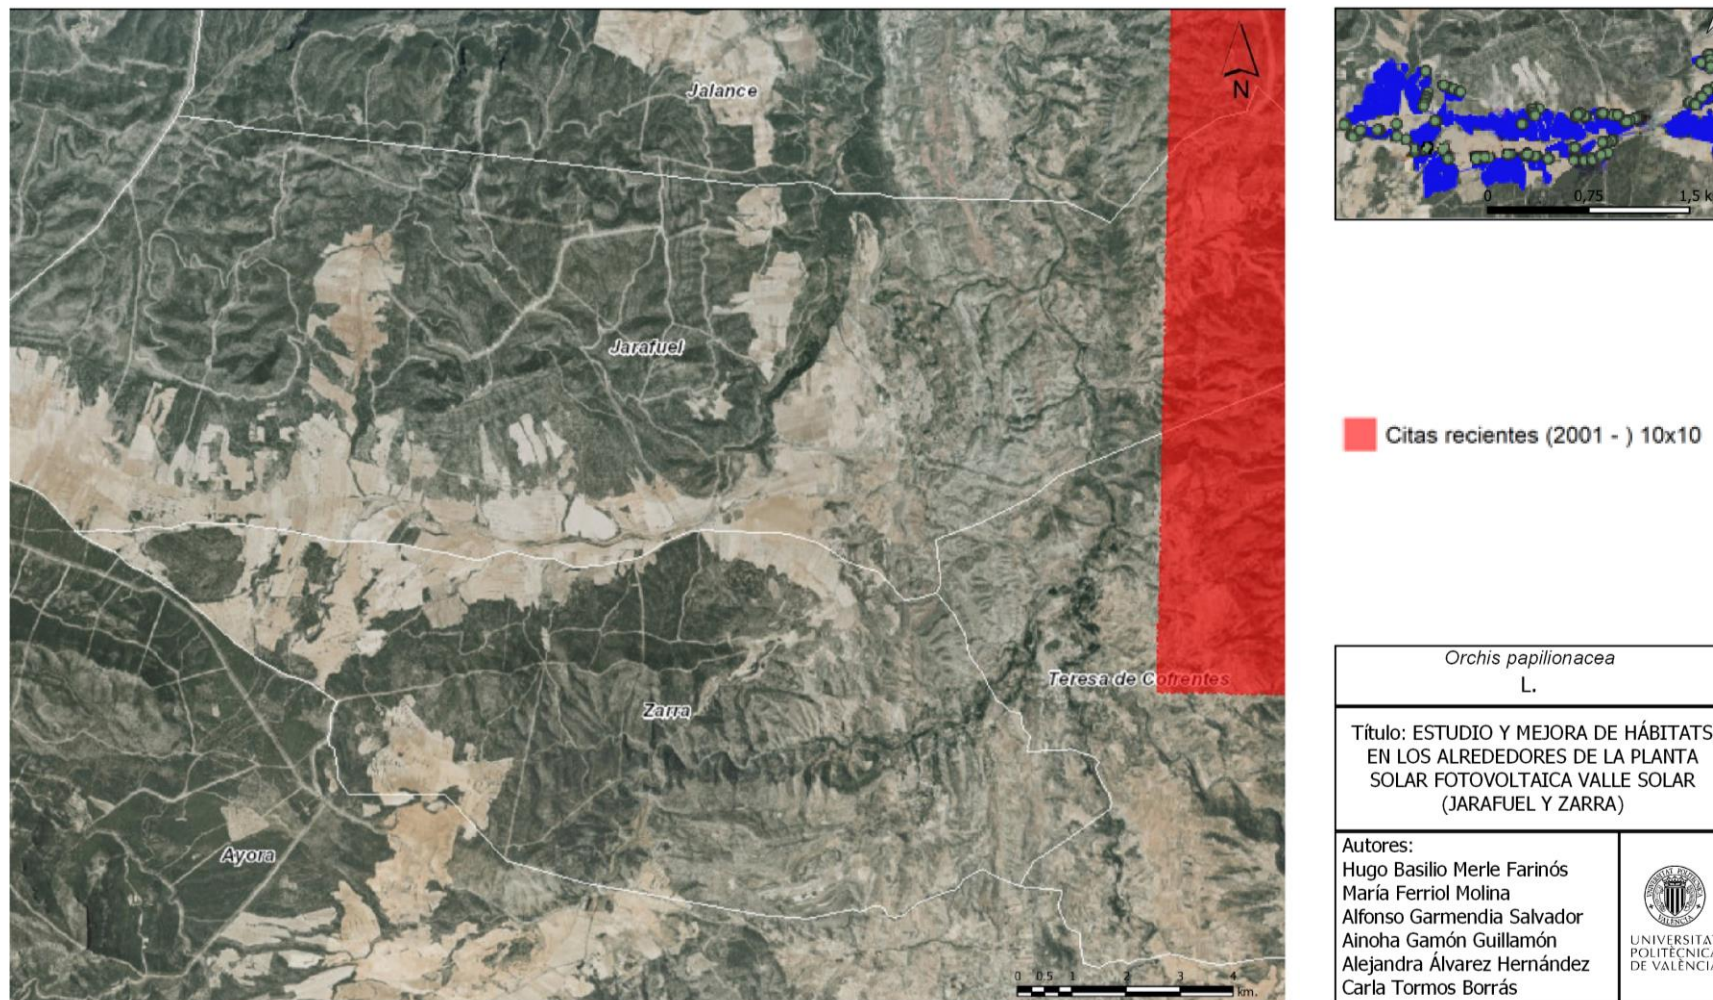 Jalance
Jarafuel
Teresa de Cofrentes
Zarra
Ayora
N
0 0.5 1 2 3 4
km.
0 0,75 1,5 k
Citas recientes (2001 - ) 10x10
Orchis papilionacea
L.
Título: ESTUDIO Y MEJORA DE HÁBITATS
EN LOS ALREDEDORES DE LA PLANTA
SOLAR FOTOVOLTAICA VALLE SOLAR
(JARAFUEL Y ZARRA)
Autores:
Hugo Basilio Merle Farinós
María Ferriol Molina
Alfonso Garmendia Salvador
Ainoha Gamón Guillamón
Alejandra Álvarez Hernández
Carla Tormos Borrás
UNIVERSITAT
POLITÈCNICA
DE VALÈNCIA